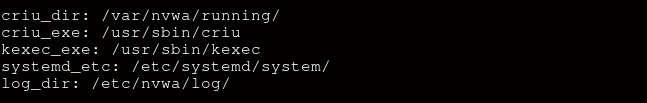 criu_dir: /var/nvwa/running/
criu_exe: /usr/sbin/criu
kexec_exe: /usr/sbin/kexec
systemd_etc: /etc/systemd/system/
log_dir: /etc/nvwa/log/